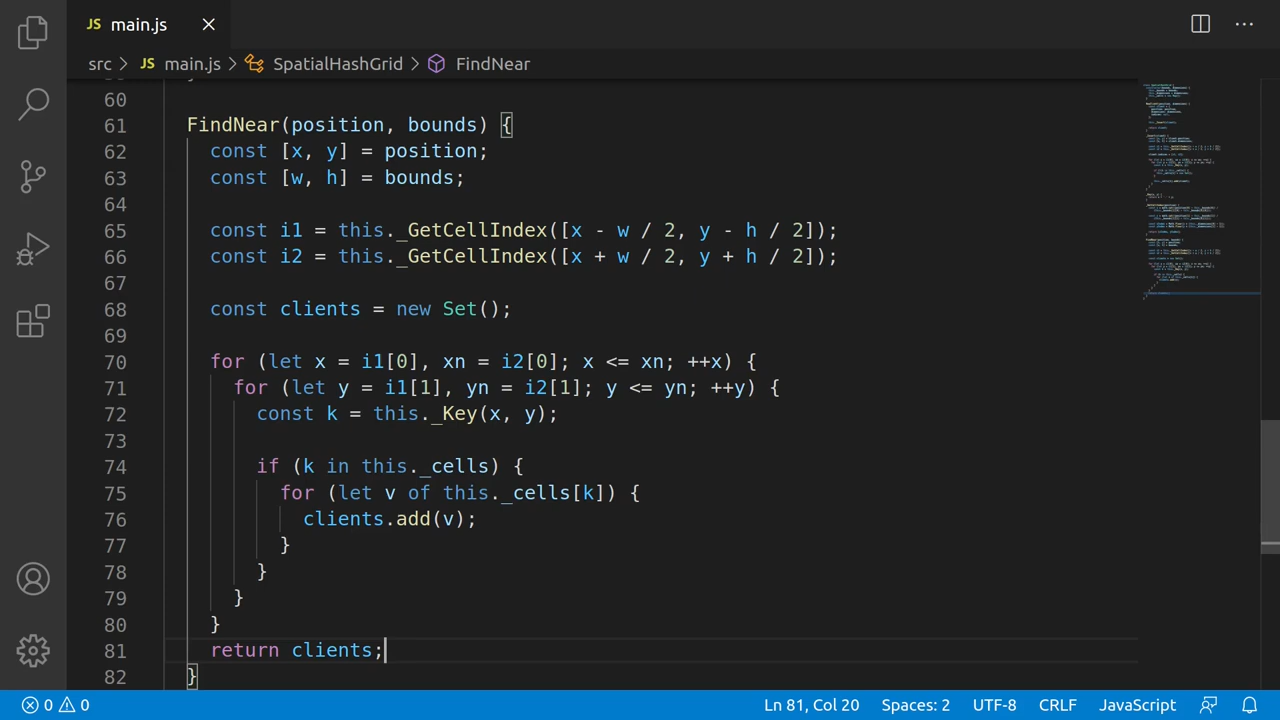 JS main.js
src JS main.js SpatialHashGrid FindNear
60
61 FindNear(position, bounds) {
62 const [x, y] = position;
63 const [w, h] = bounds;
64
65 const i1 = this._GetCellIndex([x - w / 2, y - h / 2]);
66 const i2 = this._GetCellIndex([x + w / 2, y + h / 2]);
67
68 const clients = new Set();
69
70 for (let x = i1[0], xn = i2[0]; x <= xn; ++x) {
71 for (let y = i1[1], yn = i2[1]; y <= yn; ++y) {
72 const k = this._Key(x, y);
73
74 if (k in this._cells) {
75 for (let v of this._cells[k]) {
76 clients.add(v);
77 }
78 }
79 }
80 }
81 return clients;
82 }
0 0 Ln 81, Col 20 Spaces: 2 UTF-8 CRLF JavaScript